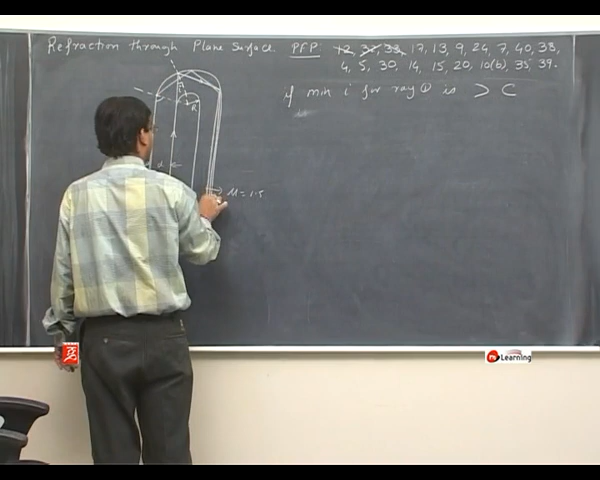 Refraction through Plane Surface. PFP: 12, 32, 33, 17, 13, 9, 24, 7, 40, 38,
4, 5, 30, 14, 15, 20, 10(b), 35, 39.
if min i for ray ① is > C
d
R
μ = 1.5
Learning